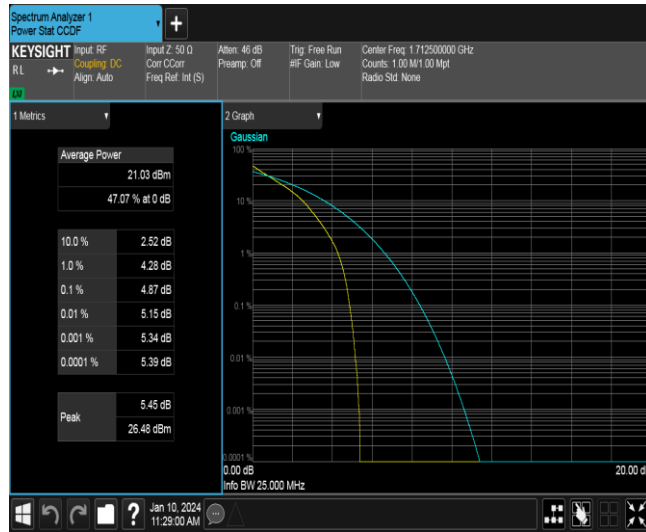 Spectrum Analyzer 1
Power Stat CCDF
+
KEYSIGHT
RL
Input: RF
Coupling: DC
Align: Auto
Input Z: 50 Ω
Corr CCorr
Freq Ref: Int (S)
Atten: 46 dB
Preamp: Off
Trig: Free Run
#IF Gain: Low
Center Freq: 1.712500000 GHz
Counts: 1.00 M/1.00 Mpt
Radio Std: None
LXI
1 Metrics
Average Power
21.03 dBm
47.07 % at 0 dB
10.0 % 2.52 dB
1.0 % 4.28 dB
0.1 % 4.87 dB
0.01 % 5.15 dB
0.001 % 5.34 dB
0.0001 % 5.39 dB
Peak
5.45 dB
26.48 dBm
2 Graph
Gaussian
100 %
10 %
1 %
0.1 %
0.01 %
0.001 %
0.0001 %
0.00 dB
20.00 d
Info BW 25.000 MHz
?
Jan 10, 2024
11:29:00 AM